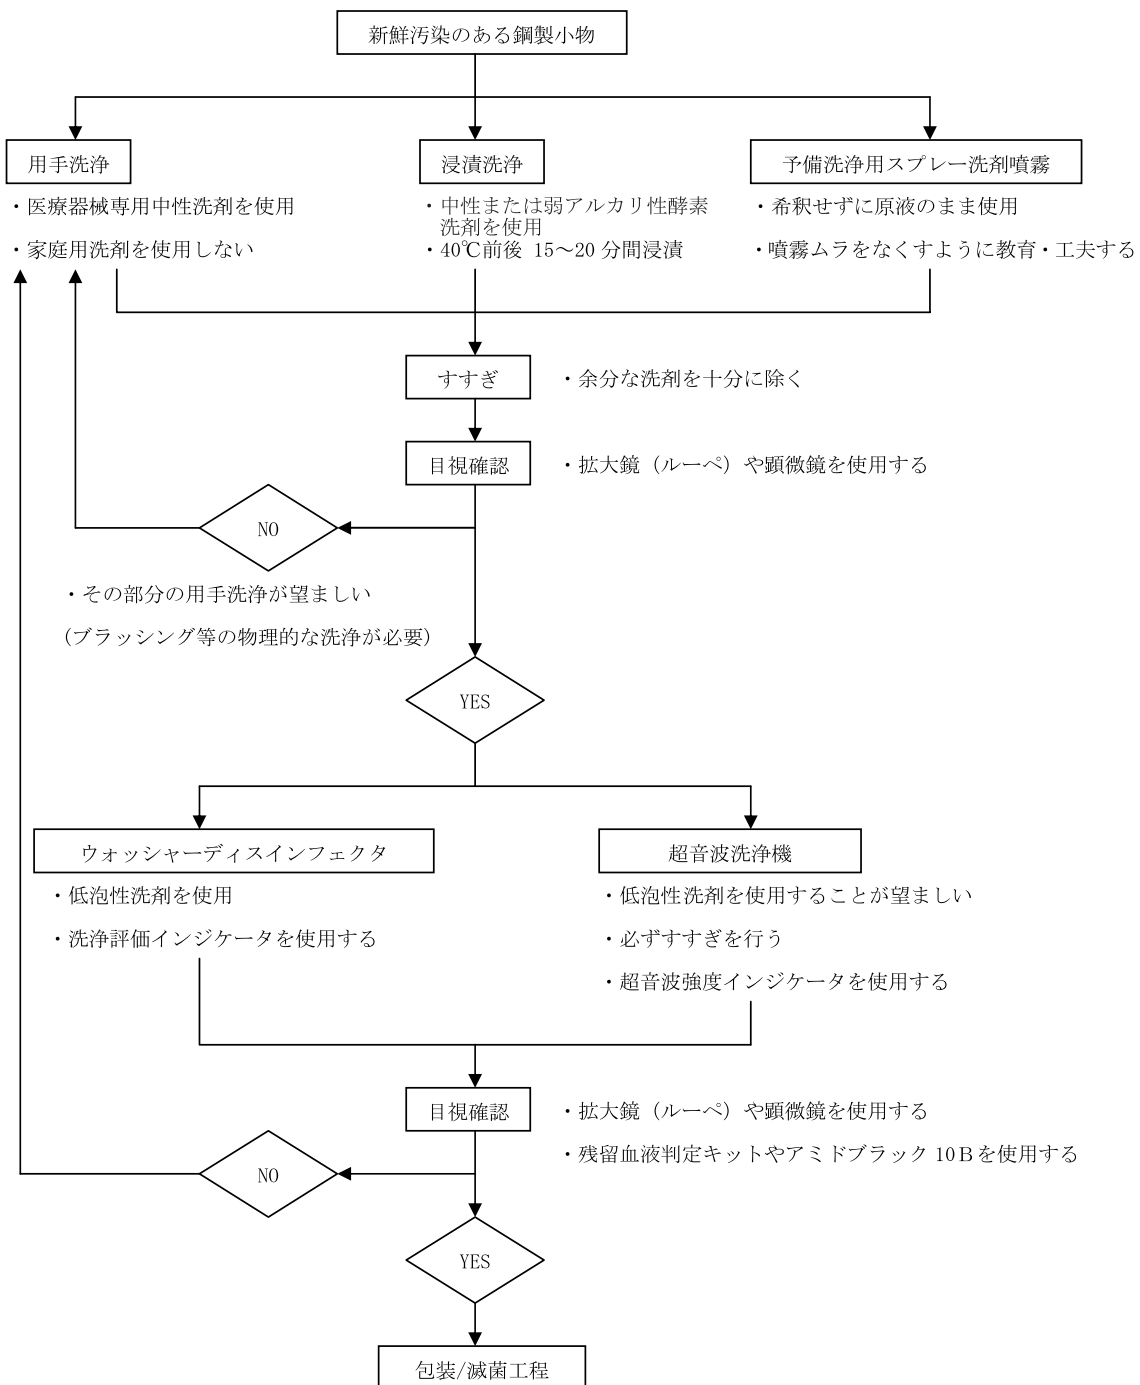 新鮮汚染のある鋼製小物
用手洗浄
浸漬洗浄
予備洗浄用スプレー洗剤噴霧
・医療器械専用中性洗剤を使用
・家庭用洗剤を使用しない
・中性または弱アルカリ性酵素
洗剤を使用
・40℃前後 15～20 分間浸漬
・希釈せずに原液のまま使用
・噴霧ムラをなくすように教育・工夫する
すすぎ
・余分な洗剤を十分に除く
目視確認
・拡大鏡（ルーペ）や顕微鏡を使用する
NO
・その部分の用手洗浄が望ましい
（ブラッシング等の物理的な洗浄が必要）
YES
ウォッシャーディスインフェクタ
・低泡性洗剤を使用
・洗浄評価インジケータを使用する
超音波洗浄機
・低泡性洗剤を使用することが望ましい
・必ずすすぎを行う
・超音波強度インジケータを使用する
目視確認
・拡大鏡（ルーペ）や顕微鏡を使用する
・残留血液判定キットやアミドブラック 10Ｂを使用する
NO
YES
包装/滅菌工程